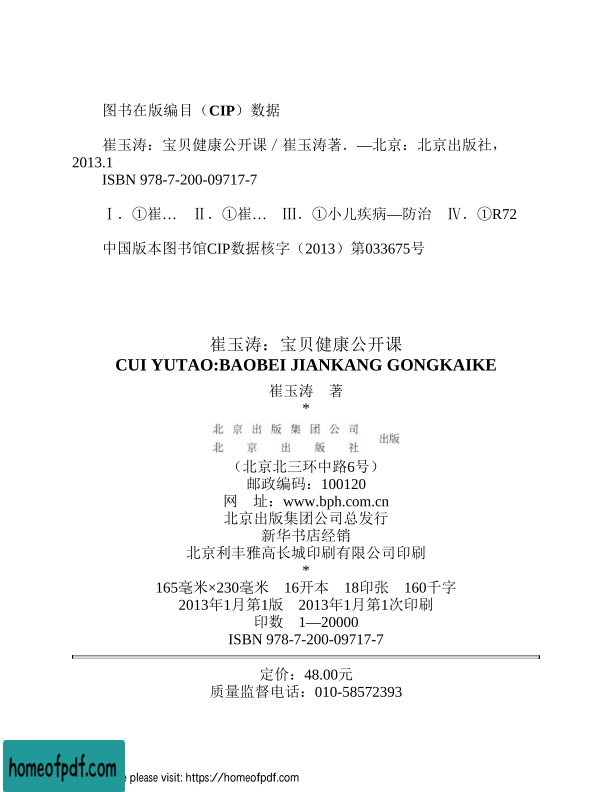 图书在版编目（CIP）数据
崔玉涛：宝贝健康公开课／崔玉涛著．—北京：北京出版社，
2013.1
ISBN 978-7-200-09717-7
Ⅰ．①崔…　Ⅱ．①崔…　Ⅲ．①小儿疾病—防治　Ⅳ．①R72
中国版本图书馆CIP数据核字（2013）第033675号
崔玉涛：宝贝健康公开课
CUI YUTAO:BAOBEI JIANKANG GONGKAIKE
崔玉涛　著
*
北京出版集团公司
北京出版社 出版
（北京北三环中路6号）
邮政编码：100120
网　址：www.bph.com.cn
北京出版集团公司总发行
新华书店经销
北京利丰雅高长城印刷有限公司印刷
*
165毫米×230毫米　16开本　18印张　160千字
2013年1月第1版　2013年1月第1次印刷
印数　1—20000
ISBN 978-7-200-09717-7
定价：48.00元
质量监督电话：010-58572393
homeofpdf.com
please visit: https://homeofpdf.com